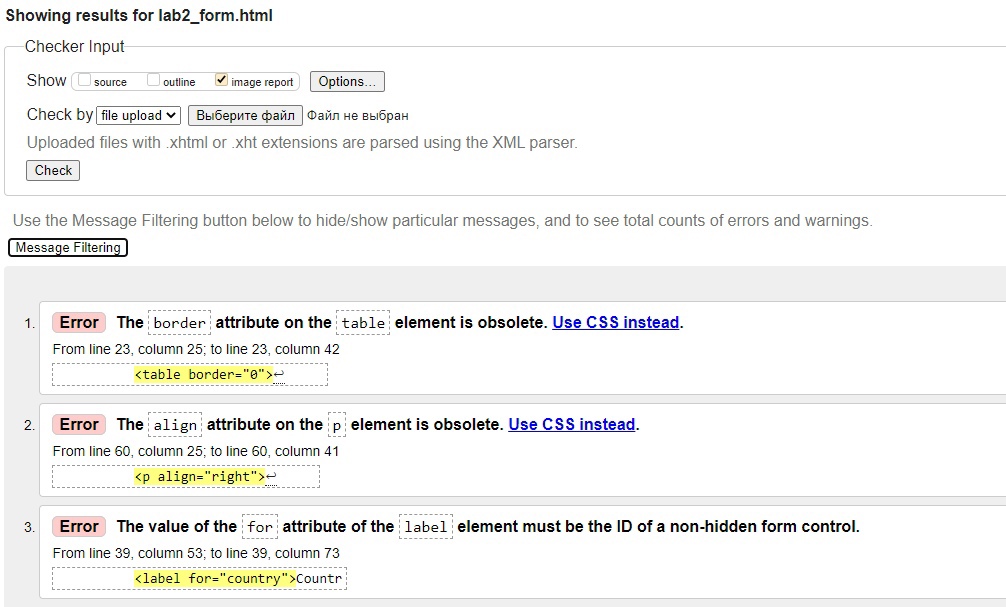 Showing results for lab2_form.html
Checker Input
Show source outline image report Options...
Check by file upload Выберите файл Файл не выбран
Uploaded files with .xhtml or .xht extensions are parsed using the XML parser.
Check
Use the Message Filtering button below to hide/show particular messages, and to see total counts of errors and warnings.
Message Filtering
1. Error The border attribute on the table element is obsolete. Use CSS instead.
From line 23, column 25; to line 23, column 42
<table border="0">↩
2. Error The align attribute on the p element is obsolete. Use CSS instead.
From line 60, column 25; to line 60, column 41
<p align="right">↩
3. Error The value of the for attribute of the label element must be the ID of a non-hidden form control.
From line 39, column 53; to line 39, column 73
<label for="country">Countr